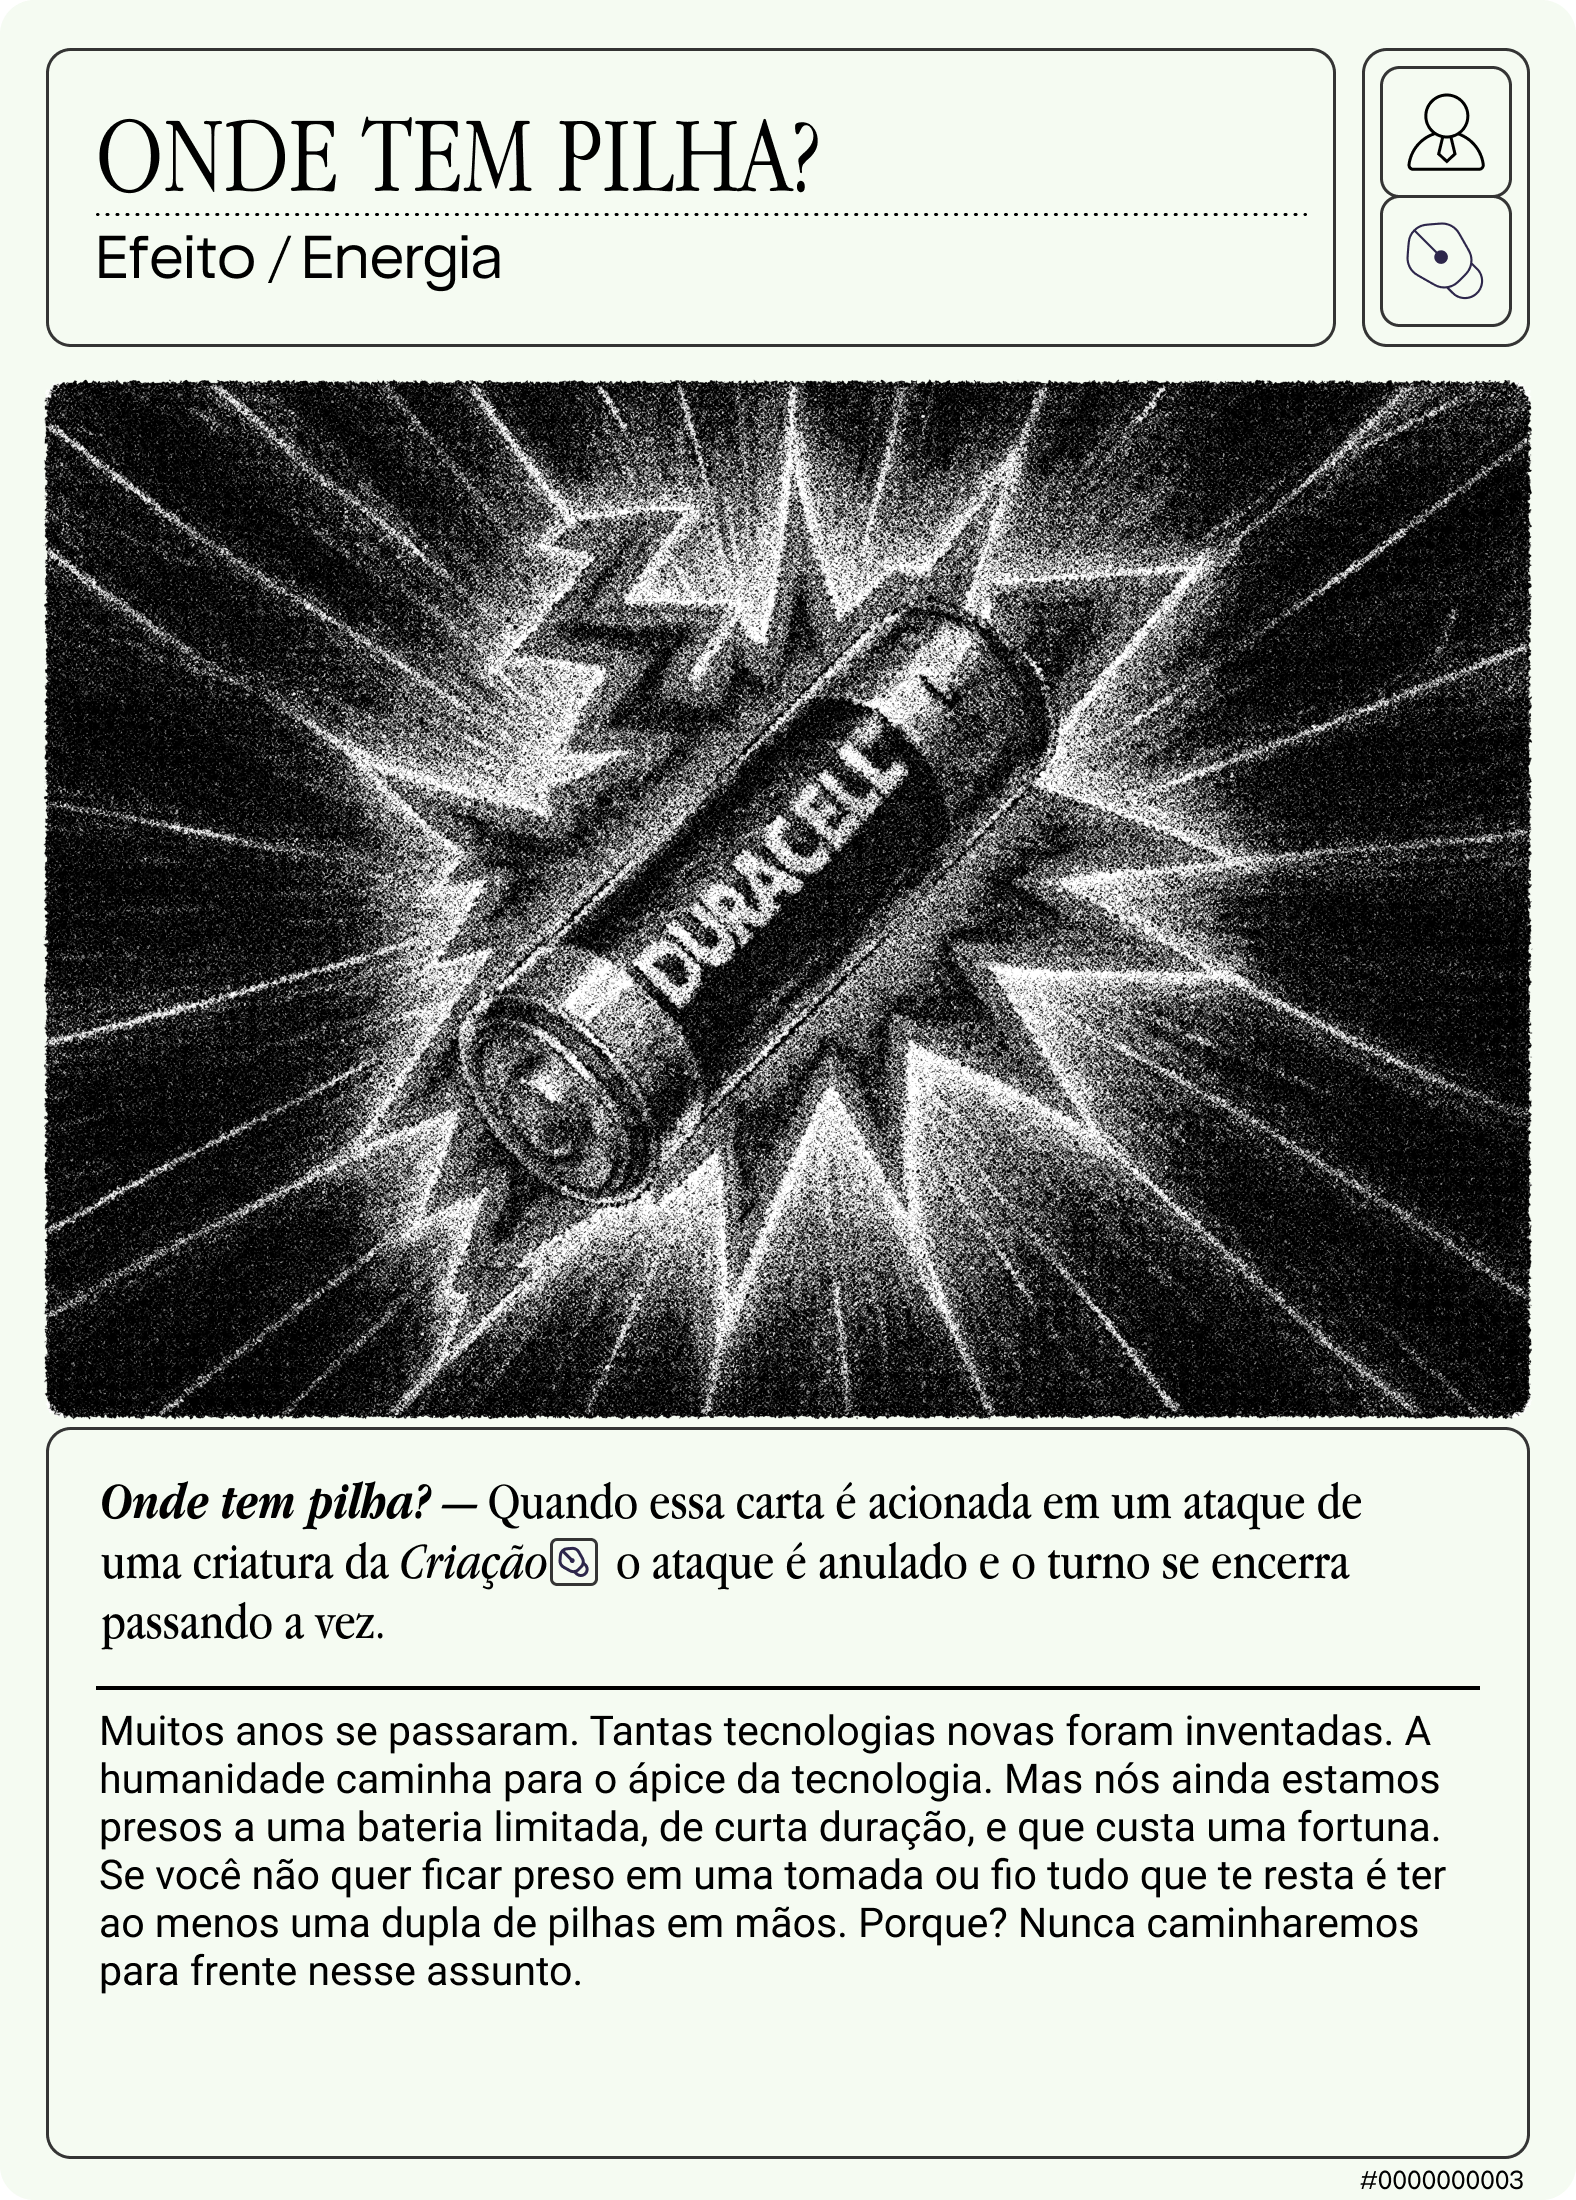 ONDE TEM PILHA?
Efeito / Energia
DURACELL
Onde tem pilha? — Quando essa carta é acionada em um ataque de
uma criatura da Criação o ataque é anulado e o turno se encerra
passando a vez.
Muitos anos se passaram. Tantas tecnologias novas foram inventadas. A
humanidade caminha para o ápice da tecnologia. Mas nós ainda estamos
presos a uma bateria limitada, de curta duração, e que custa uma fortuna.
Se você não quer ficar preso em uma tomada ou fio tudo que te resta é ter
ao menos uma dupla de pilhas em mãos. Porque? Nunca caminharemos
para frente nesse assunto.
#0000000003